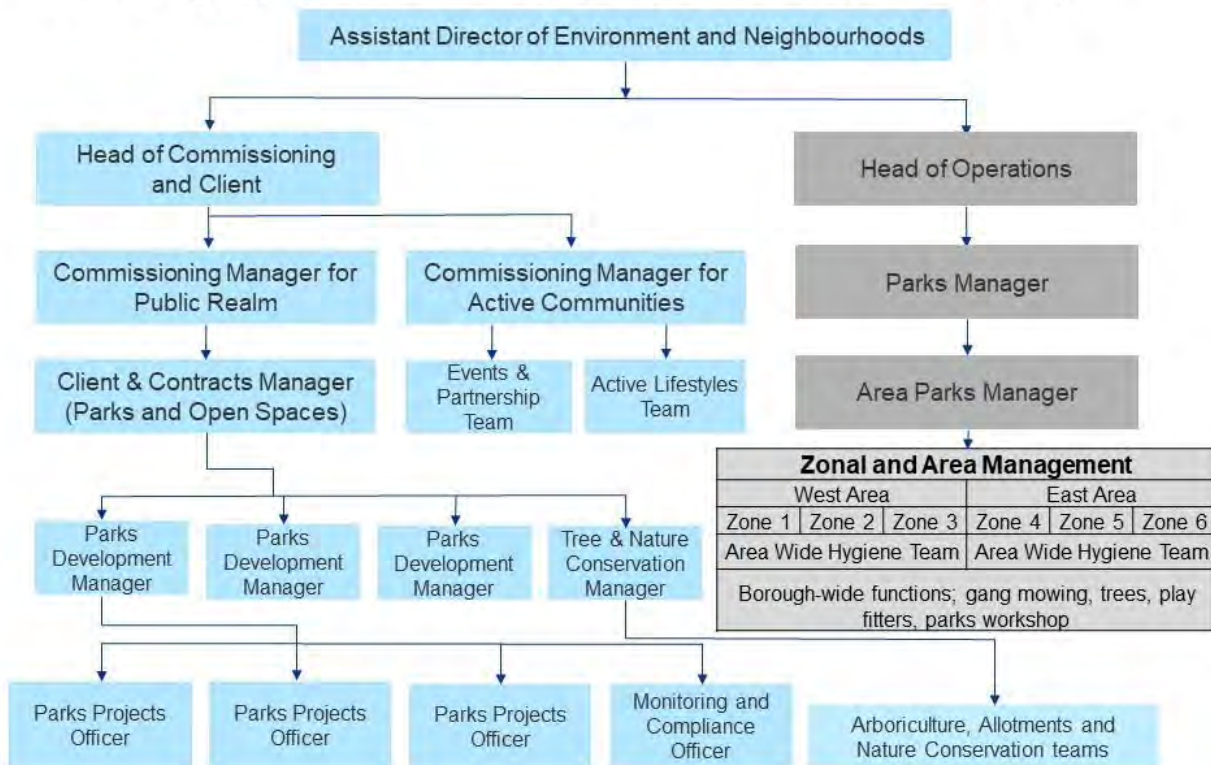 Assistant Director of Environment and Neighbourhoods
Head of Commissioning
and Client
Head of Operations
Commissioning Manager for
Public Realm
Commissioning Manager for
Active Communities
Parks Manager
Client & Contracts Manager
(Parks and Open Spaces)
Events &
Partnership
Team
Active Lifestyles
Team
Area Parks Manager
Zonal and Area Management
West Area
East Area
Zone 1
Zone 2
Zone 3
Zone 4
Zone 5
Zone 6
Area Wide Hygiene Team
Area Wide Hygiene Team
Borough-wide functions; gang mowing, trees, play
fitters, parks workshop
Parks
Development
Manager
Parks
Development
Manager
Parks
Development
Manager
Tree & Nature
Conservation
Manager
Parks Projects
Officer
Parks Projects
Officer
Parks Projects
Officer
Monitoring and
Compliance
Officer
Arboriculture, Allotments and
Nature Conservation teams